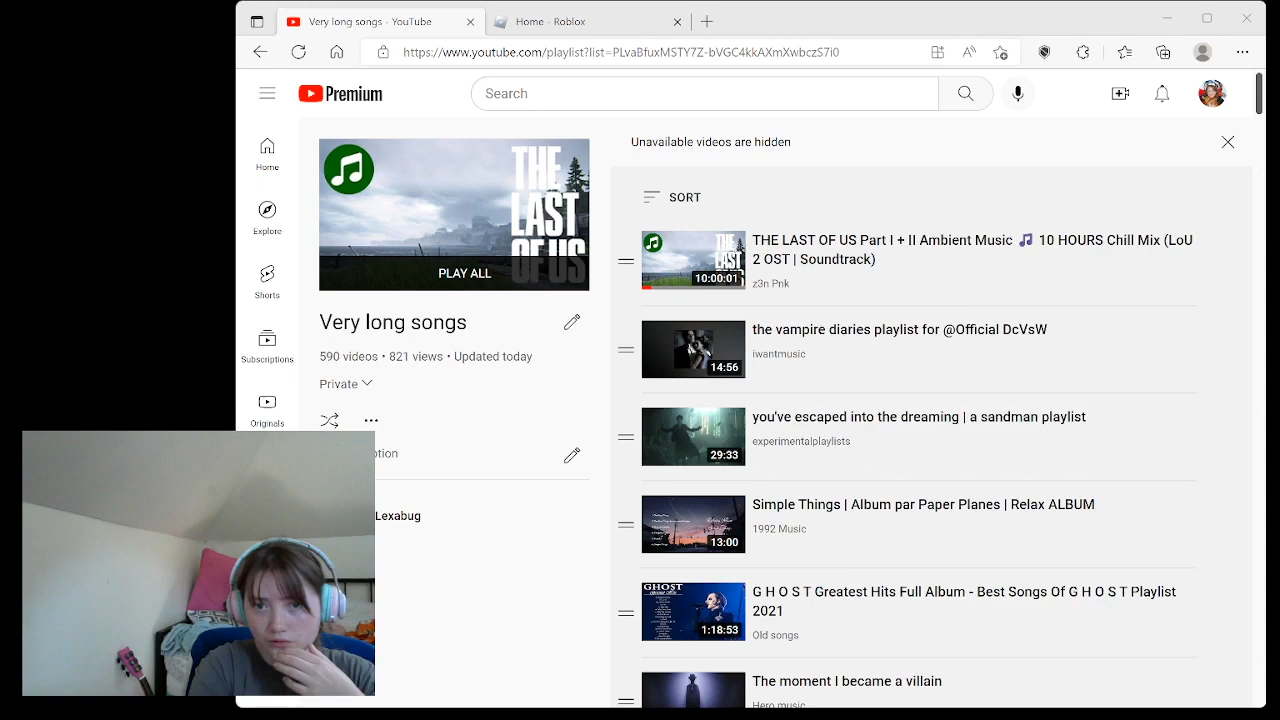 Very long songs - YouTube
Home - Roblox
https://www.youtube.com/playlist?list=PLvaBfuxMSTY7Z-bVGC4kkAXmXwbczS7i0
Premium
Search
Home
Explore
Shorts
Subscriptions
Originals
THE
LAST
OF US
PLAY ALL
Very long songs
590 videos • 821 views • Updated today
Private
ption
Lexabug
Unavailable videos are hidden
SORT
10:00:01
THE LAST OF US Part I + II Ambient Music 🎵 10 HOURS Chill Mix (LoU
2 OST | Soundtrack)
z3n Pnk
14:56
the vampire diaries playlist for @Official DcVsW
iwantmusic
29:33
you've escaped into the dreaming | a sandman playlist
experimentalplaylists
13:00
Simple Things | Album par Paper Planes | Relax ALBUM
1992 Music
GHOST
1:18:53
G H O S T Greatest Hits Full Album - Best Songs Of G H O S T Playlist
2021
Old songs
The moment I became a villain
Hero music